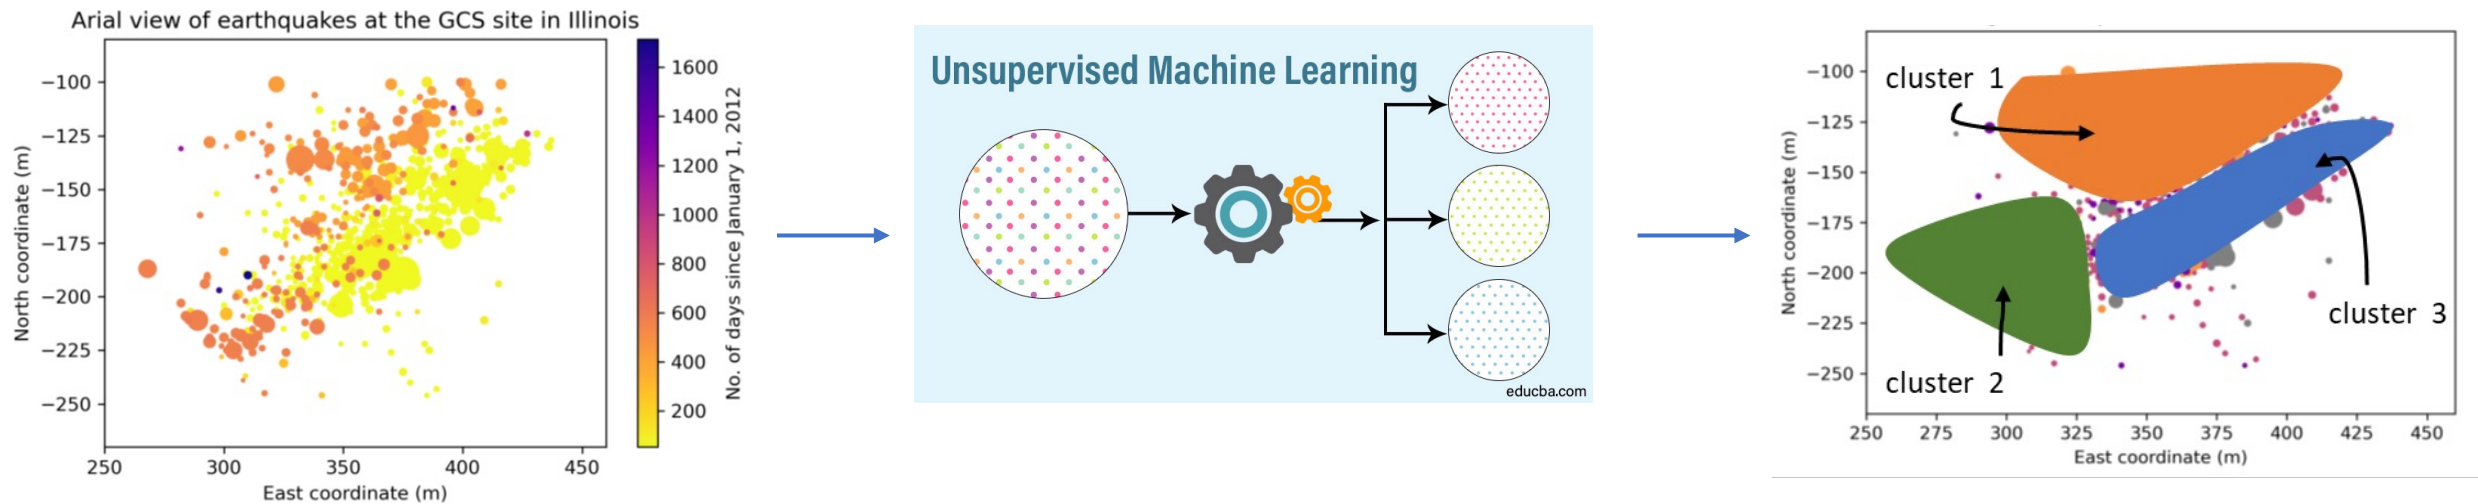 Arial view of earthquakes at the GCS site in Illinois
North coordinate (m)
−100
−125
−150
−175
−200
−225
−250
250 300 350 400 450
East coordinate (m)
1600
1400
1200
1000
800
600
400
200
No. of days since January 1, 2012
Unsupervised Machine Learning
educba.com
North coordinate (m)
−100
−125
−150
−175
−200
−225
−250
cluster 1
cluster 2
cluster 3
250 275 300 325 350 375 400 425 450
East coordinate (m)